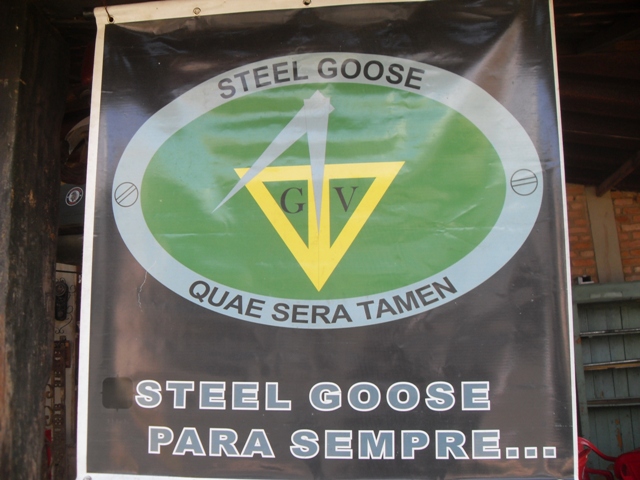 STEEL GOOSE
G V
QUAE SERA TAMEN
STEEL GOOSE
PARA SEMPRE...